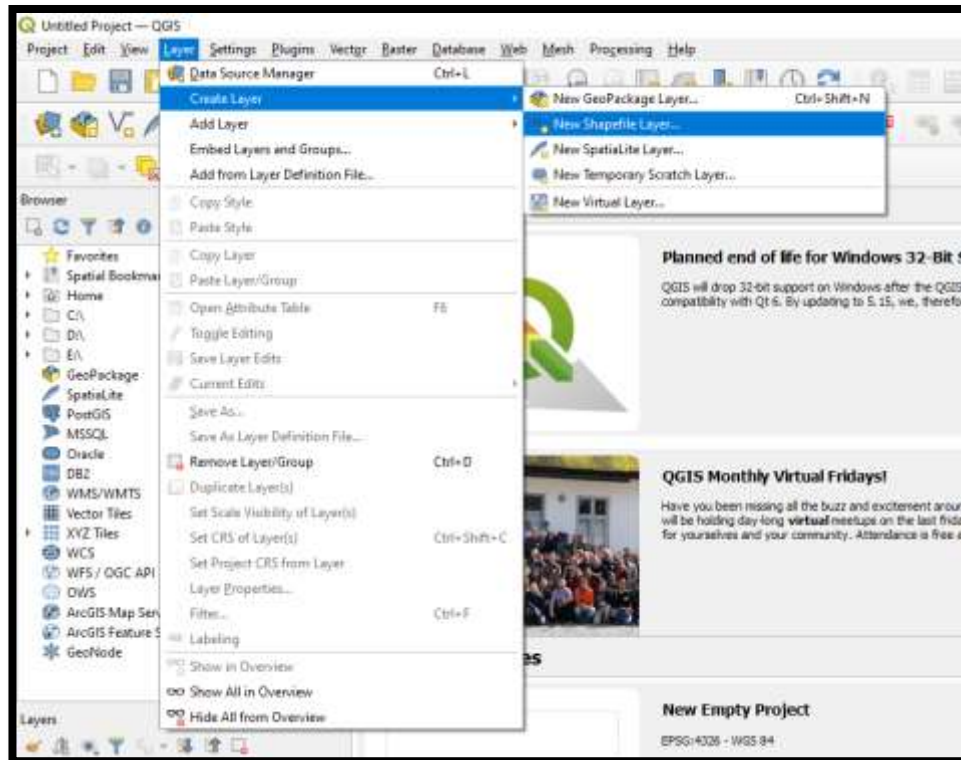 Untitled Project — QGIS
Project Edit View Layer Settings Plugins Vector Raster Database Web Mesh Processing Help
Data Source Manager Ctrl+L
Create Layer
Add Layer
Embed Layers and Groups...
Add from Layer Definition File...
Copy Style
Paste Style
Copy Layer
Paste Layer/Group
Open Attribute Table F6
Toggle Editing
Save Layer Edits
Current Edits
Save As...
Save As Layer Definition File...
Remove Layer/Group Ctrl+D
Duplicate Layer(s)
Set Scale Visibility of Layer(s)
Set CRS of Layer(s) Ctrl+Shift+C
Set Project CRS from Layer
Layer Properties...
Filter... Ctrl+F
Labeling
Show in Overview
Show All in Overview
Hide All from Overview
New GeoPackage Layer... Ctrl+Shift+N
New Shapefile Layer...
New SpatiaLite Layer...
New Temporary Scratch Layer...
New Virtual Layer...
Browser
Favorites
Spatial Bookma
Home
C:\
D:\
E:\
GeoPackage
SpatiaLite
PostGIS
MSSQL
Oracle
DB2
WMS/WMTS
Vector Tiles
XYZ Tiles
WCS
WFS / OGC API
OWS
ArcGIS Map Serv
ArcGIS Feature S
GeoNode
Layers
Planned end of life for Windows 32-Bit S
QGIS will drop 32-bit support on Windows after the QGIS
compatibility with Qt 6. By updating to 5.15, we, therefo
QGIS Monthly Virtual Fridays!
Have you been missing all the buzz and excitement aroun
will be holding day-long virtual meetups on the last frida
for yourselves and your community. Attendance is free a
es
New Empty Project
EPSG:4326 - WGS 84